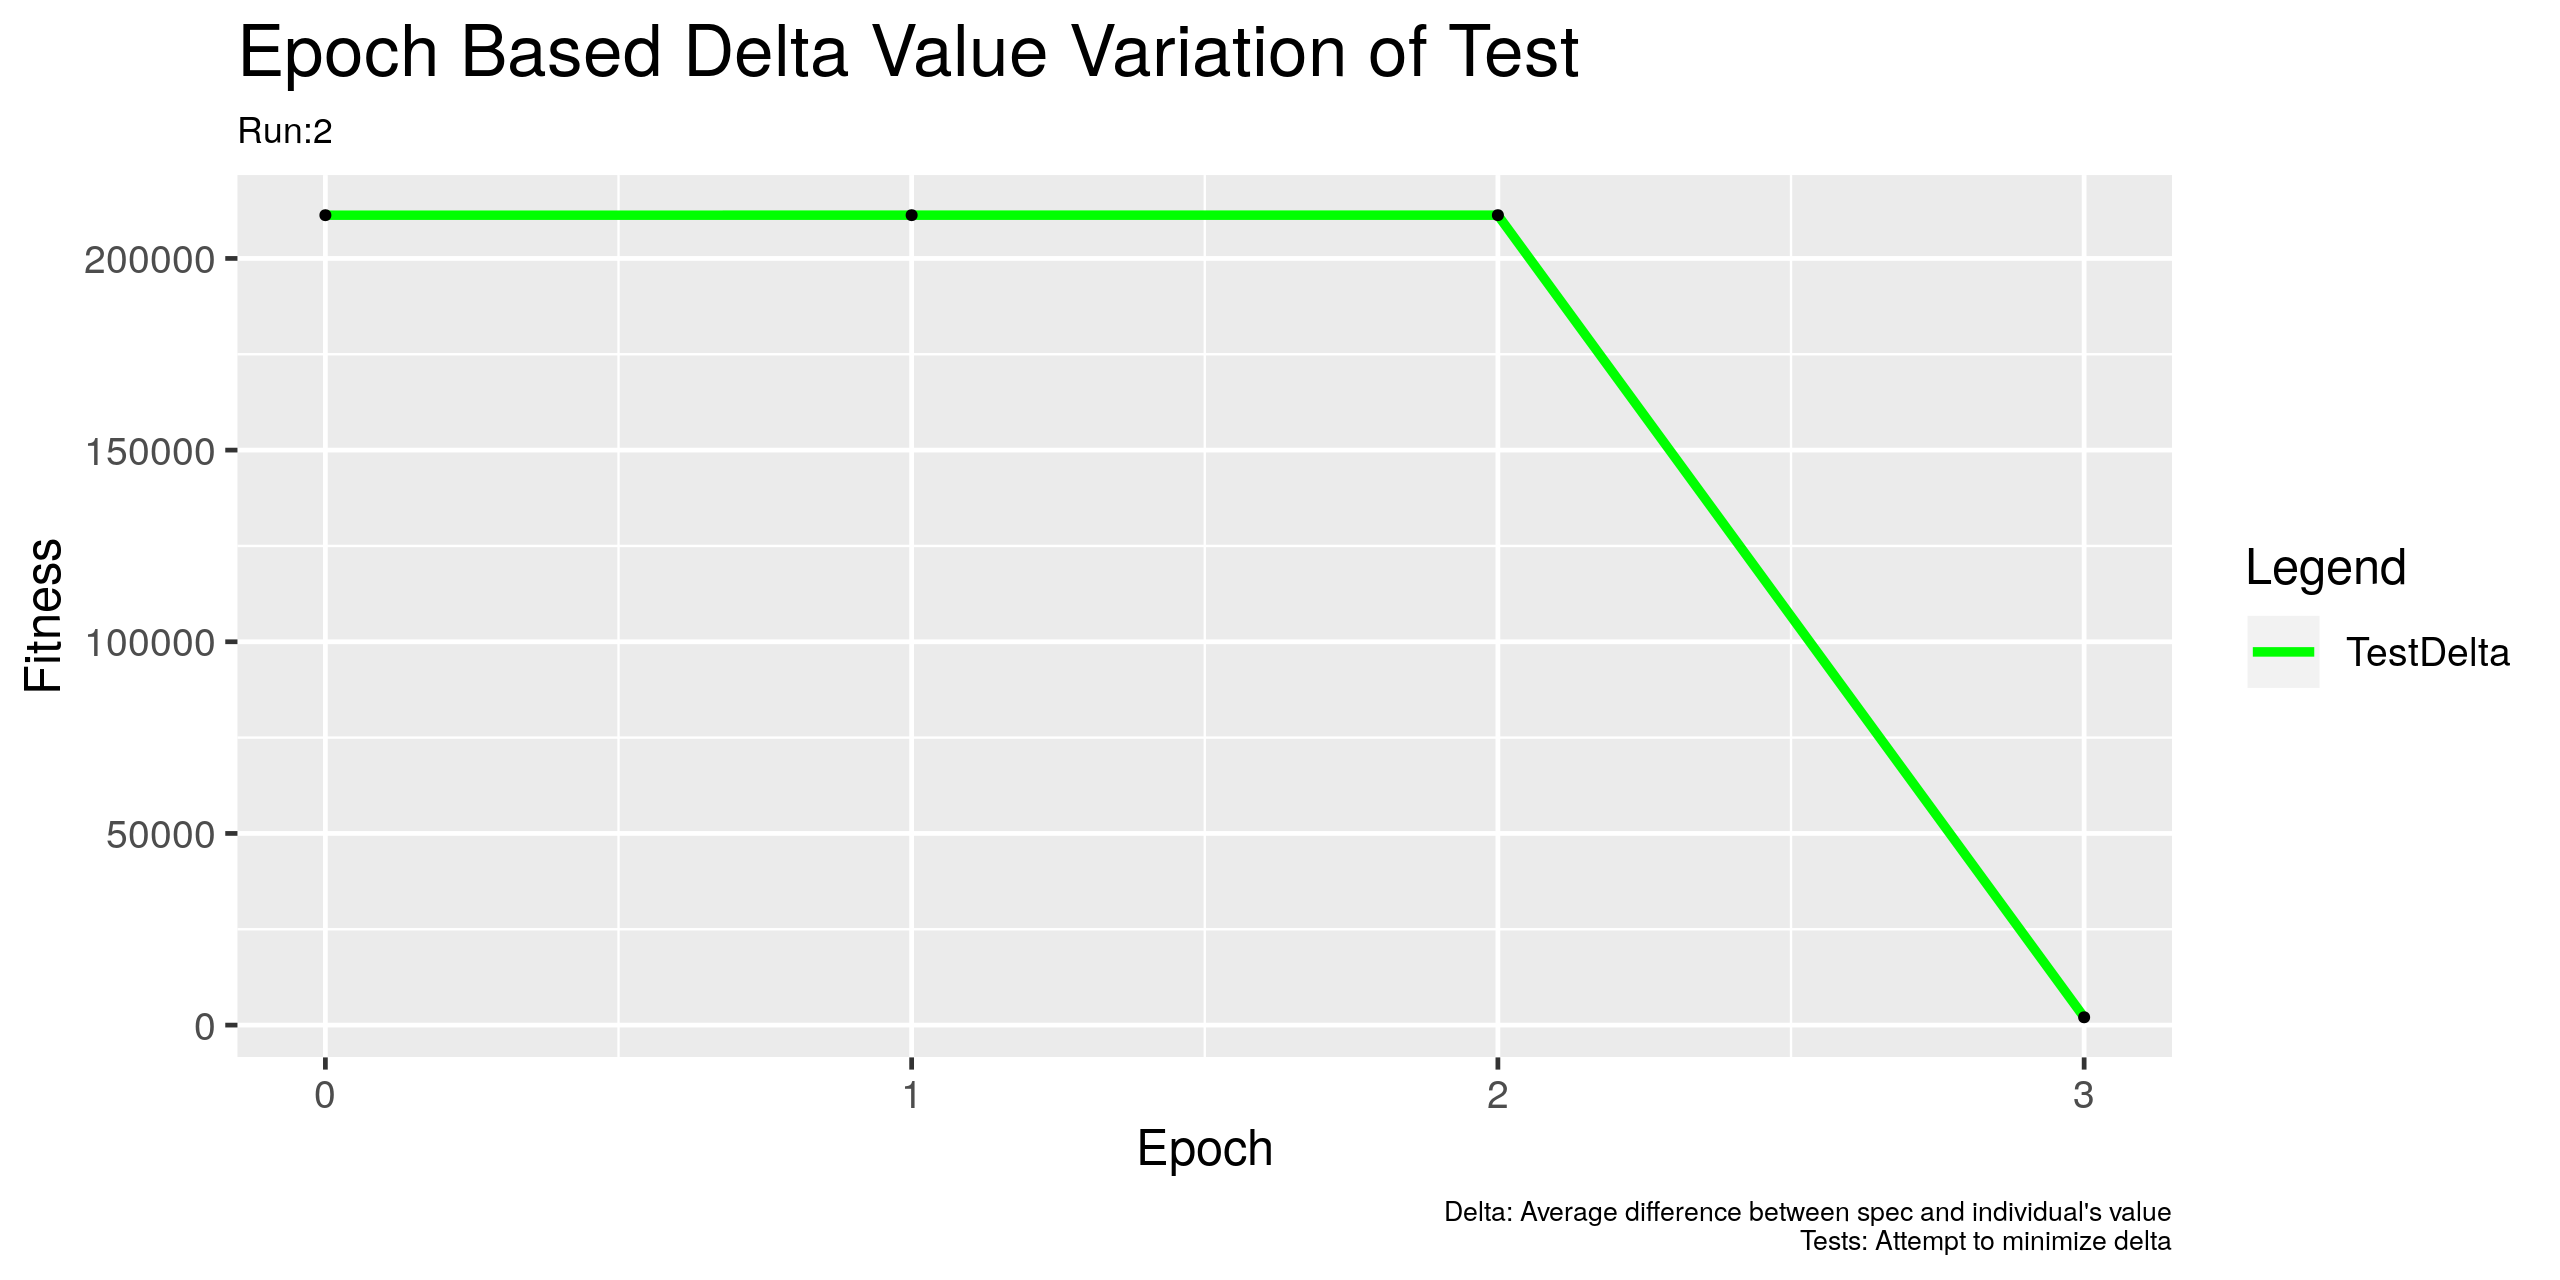 Epoch Based Delta Value Variation of Test
Run:2
Fitness
200000
150000
100000
50000
0
0 1 2 3
Epoch
Legend
TestDelta
Delta: Average difference between spec and individual's value
Tests: Attempt to minimize delta